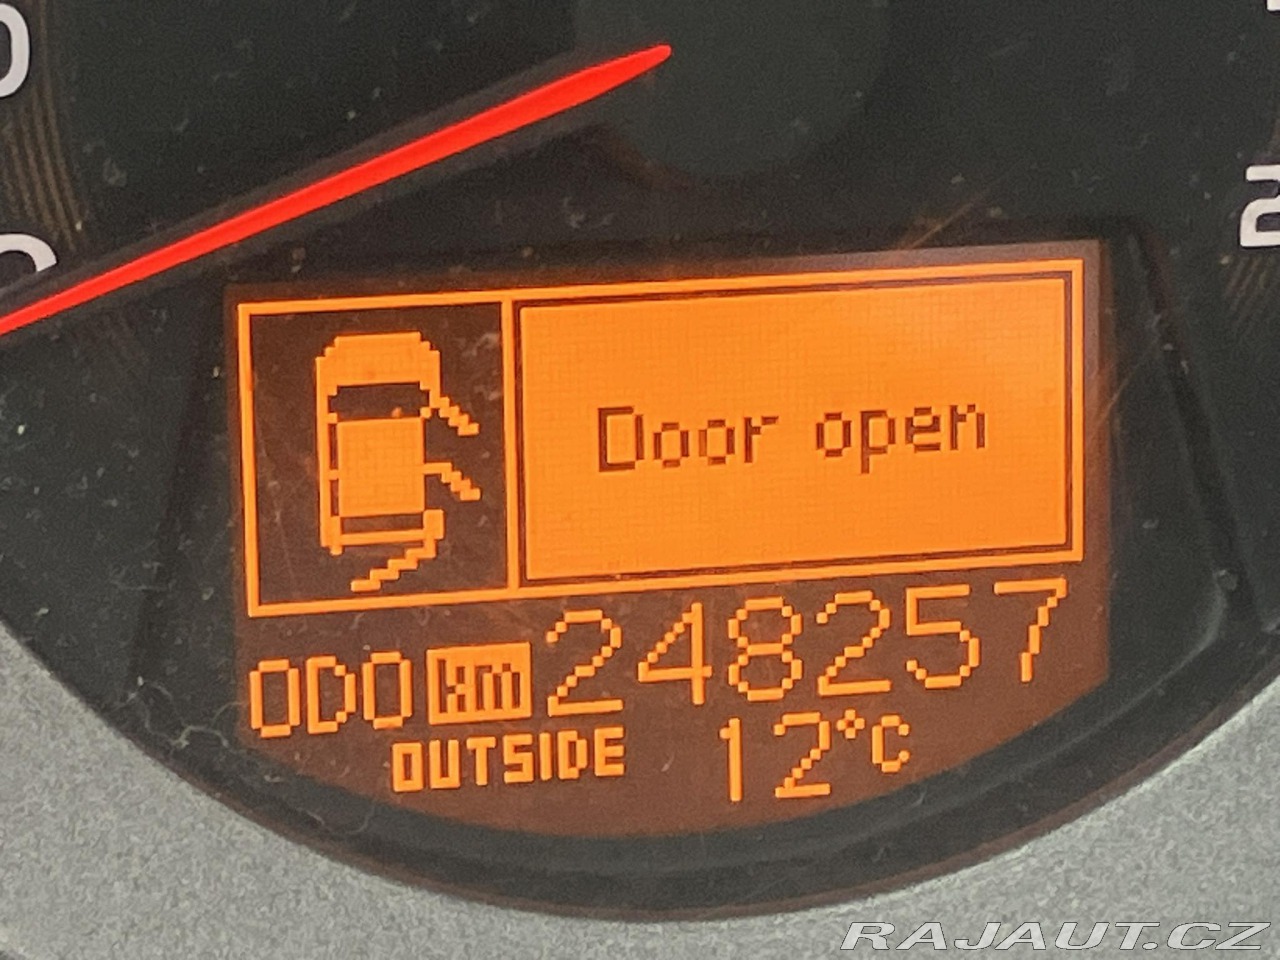 Door open
ODO km 248257
OUTSIDE 12°C
RAJAUT.CZ